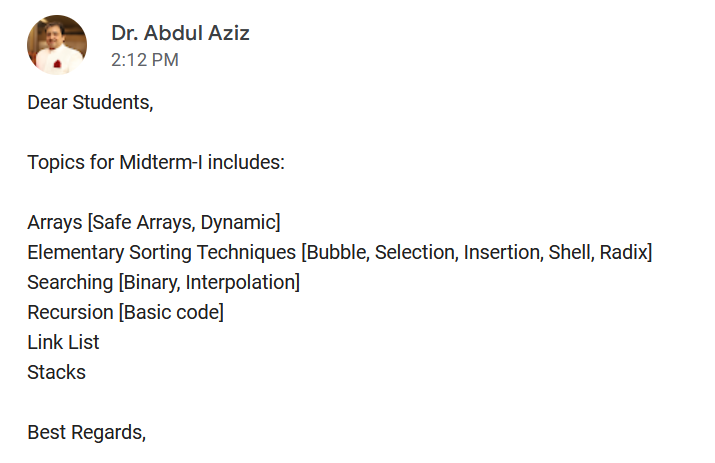 Dr. Abdul Aziz
2:12 PM
Dear Students,
Topics for Midterm-I includes:
Arrays [Safe Arrays, Dynamic]
Elementary Sorting Techniques [Bubble, Selection, Insertion, Shell, Radix]
Searching [Binary, Interpolation]
Recursion [Basic code]
Link List
Stacks
Best Regards,